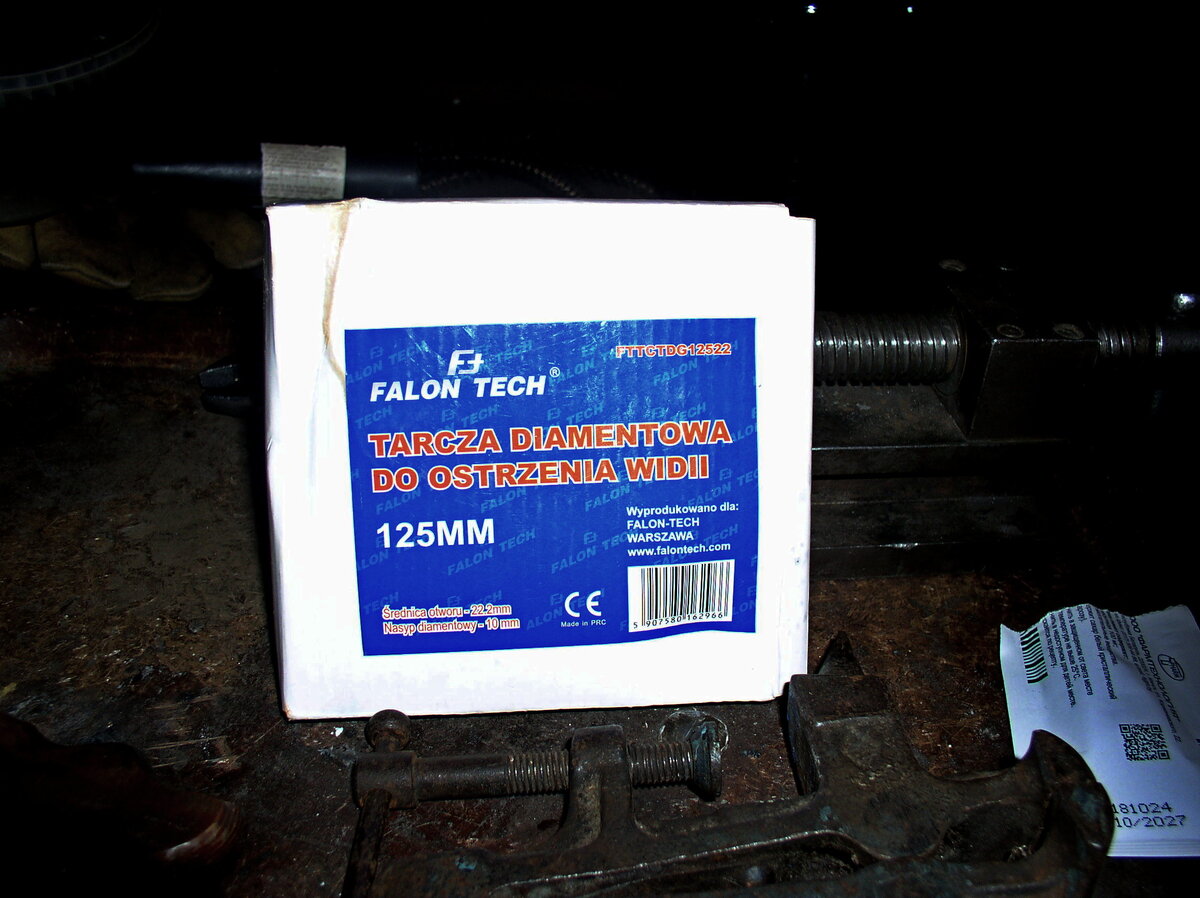 FTTCTDG12522
FALON TECH®
TARCZA DIAMENTOWA
DO OSTRZENIA WIDII
125MM
Wyprodukowano dla:
FALON-TECH
WARSZAWA
www.falontech.com
Średnica otworu - 22.2mm
Nasyp diamentowy - 10 mm
CE
Made in PRC
5 907580 162966
181024
10/2027